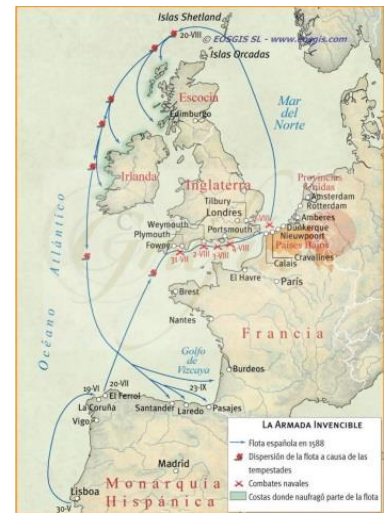 Islas Shetland
20-VIII
© EOSGIS SL - www.eosgis.com
Islas Orcadas
Escocia
Edimburgo
Mar
del
Norte
Irlanda
Inglaterra
Provincias
Unidas
Tilbury
Londres
Amsterdam
Rotterdam
Amberes
Dunkerque
Nieuwpoort
Países Bajos
Weymouth
Plymouth
Fowey
Portsmouth
31-VII
2-VIII
Calais
Cravalines
El Havre
París
Brest
Océano Atlántico
Nantes
Francia
Golfo
de
Vizcaya
Burdeos
23-IX
19-VI
20-VII
El Ferrol
La Coruña
Santander
Laredo
Pasajes
Vigo
Madrid
Monarquía
Hispánica
Lisboa
30-V
LA ARMADA INVENCIBLE
Flota española en 1588
Dispersión de la flota a causa de las
tempestades
Combates navales
Costas donde naufragó parte de la flota